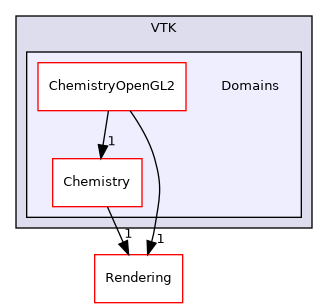 VTK
ChemistryOpenGL2
Domains
1
Chemistry
1
1
Rendering